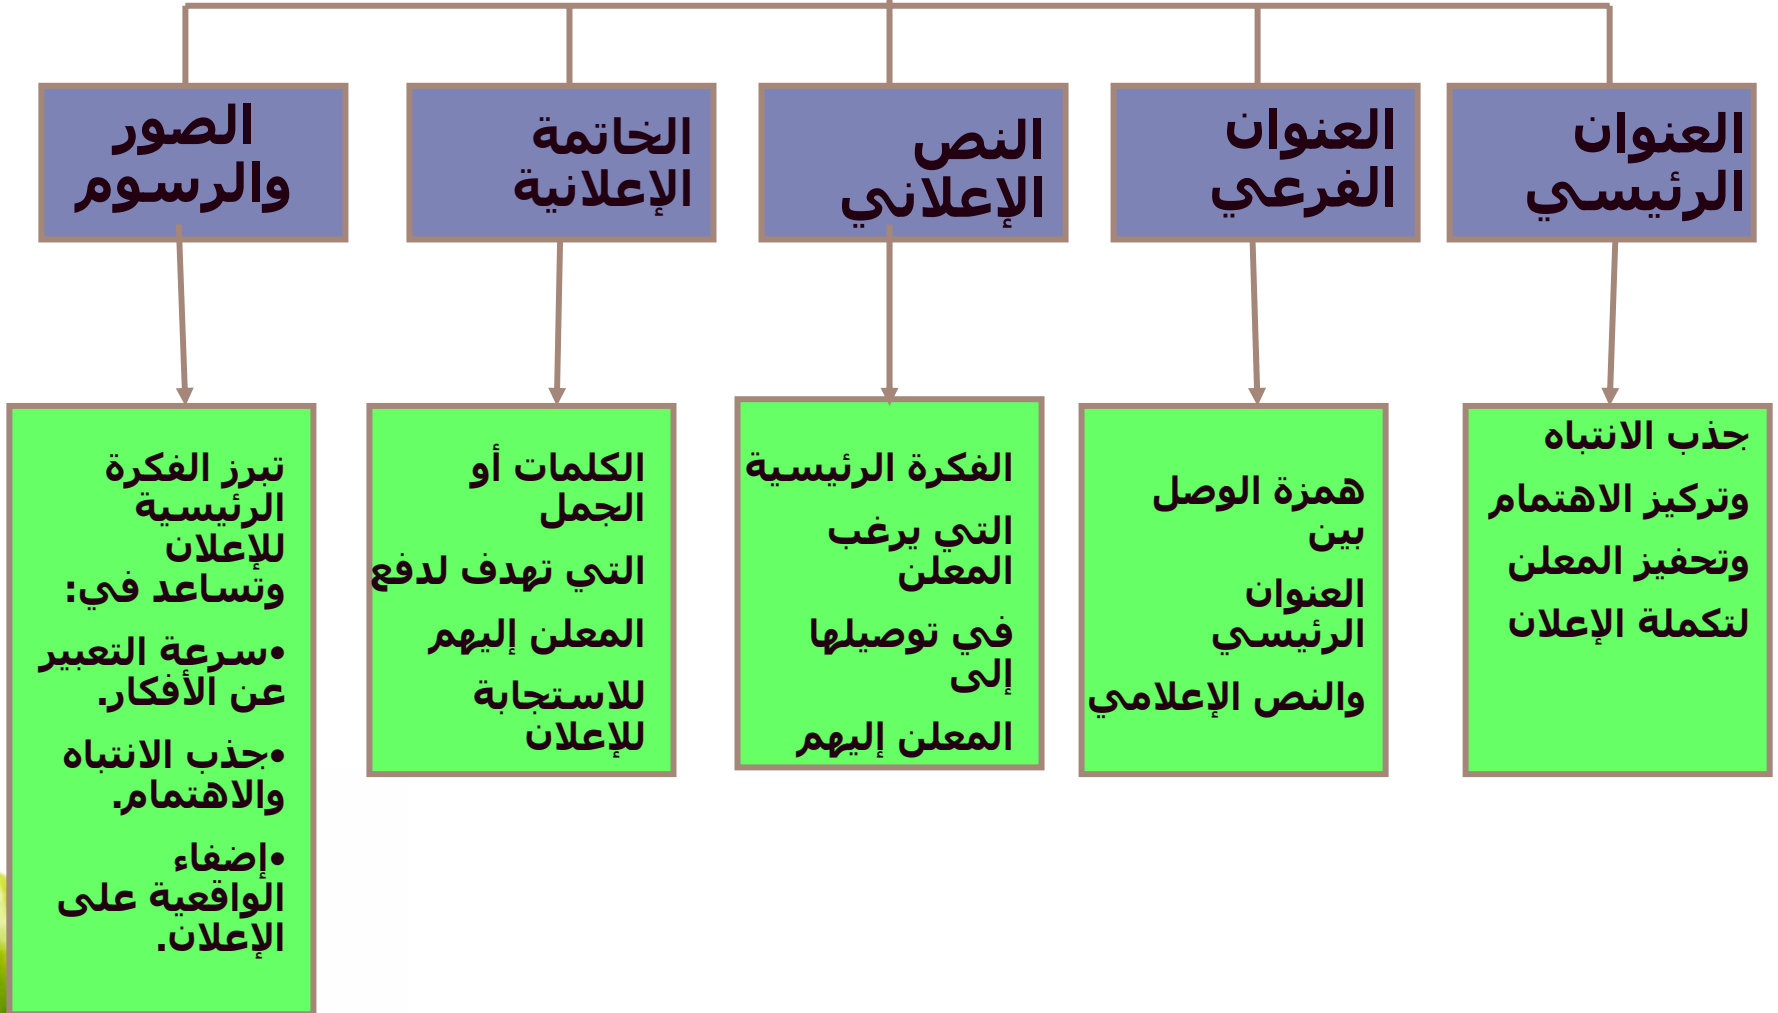 العنوان
الرئيسي
العنوان
الفرعي
النص
الإعلاني
الخاتمة
الإعلانية
الصور
والرسوم
جذب الانتباه
وتركيز الاهتمام
وتحفيز المعلن
لتكملة الإعلان
همزة الوصل
بين
العنوان
الرئيسي
والنص الإعلامي
الفكرة الرئيسية
التي يرغب
المعلن
في توصيلها
إلى
المعلن إليهم
الكلمات أو
الجمل
التي تهدف لدفع
المعلن إليهم
للاستجابة
للإعلان
تبرز الفكرة
الرئيسية
للإعلان
وتساعد في:
•سرعة التعبير
عن الأفكار.
•جذب الانتباه
والاهتمام.
•إضفاء
الواقعية على
الإعلان.